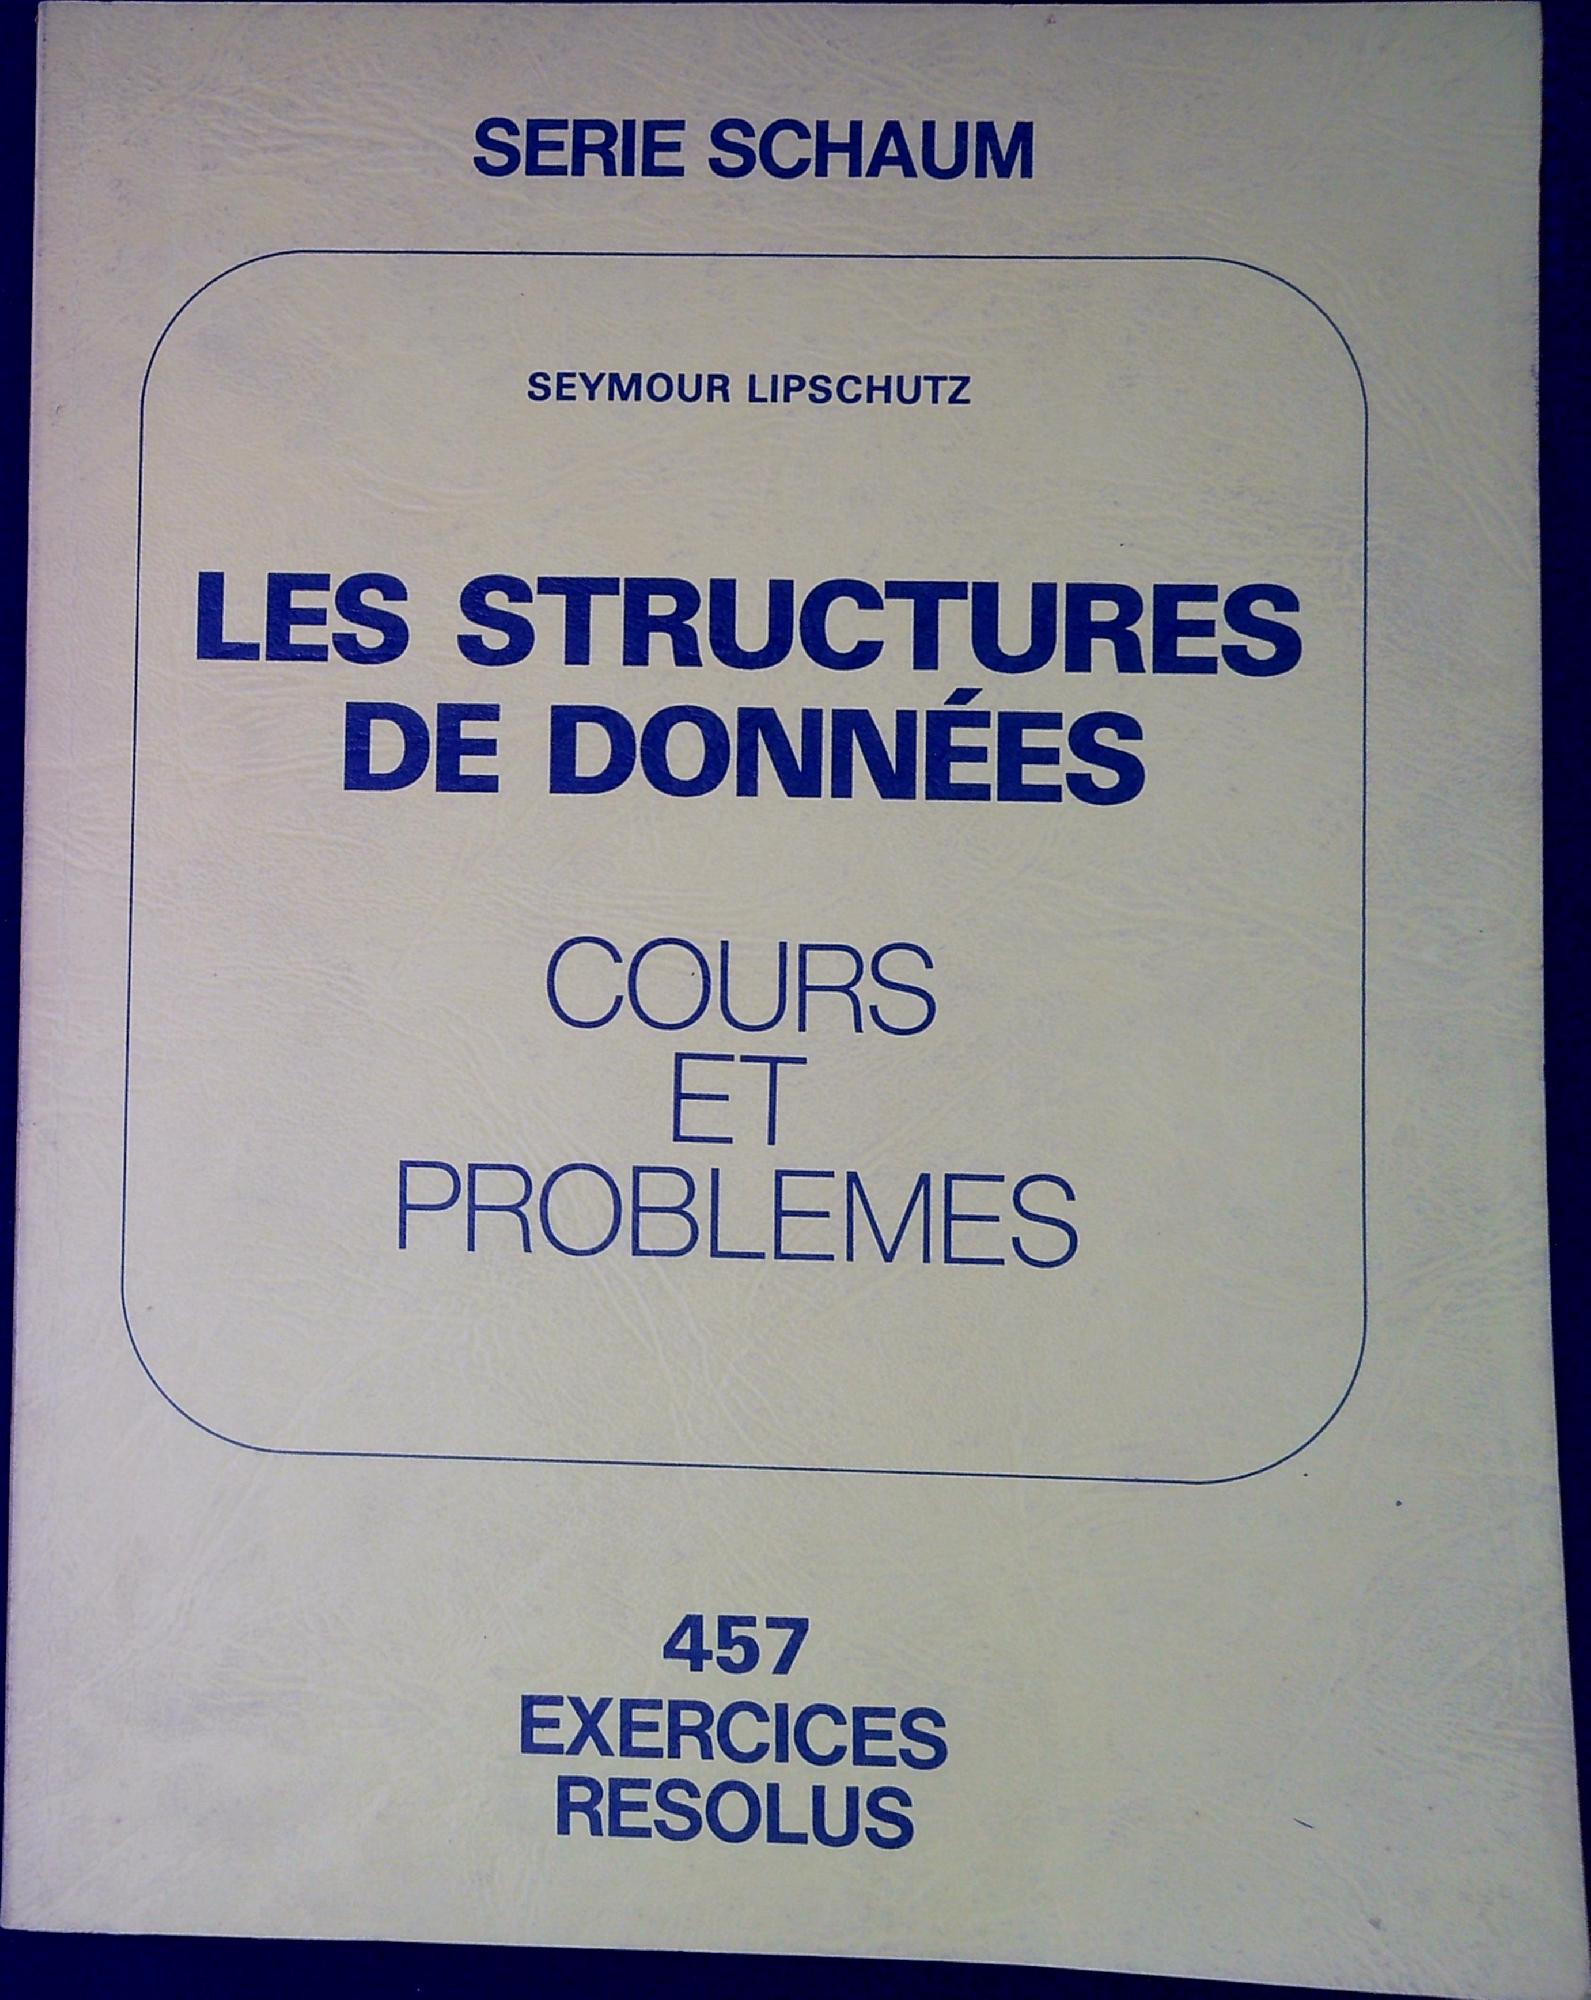 SERIE SCHAUM
SEYMOUR LIPSCHUTZ
LES STRUCTURES
DE DONNÉES
COURS
ET
PROBLEMES
457
EXERCICES
RESOLUS